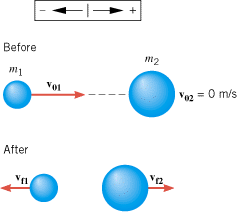 − | +
Before
m1 m2
v01 v02 = 0 m/s
After
vf1 vf2